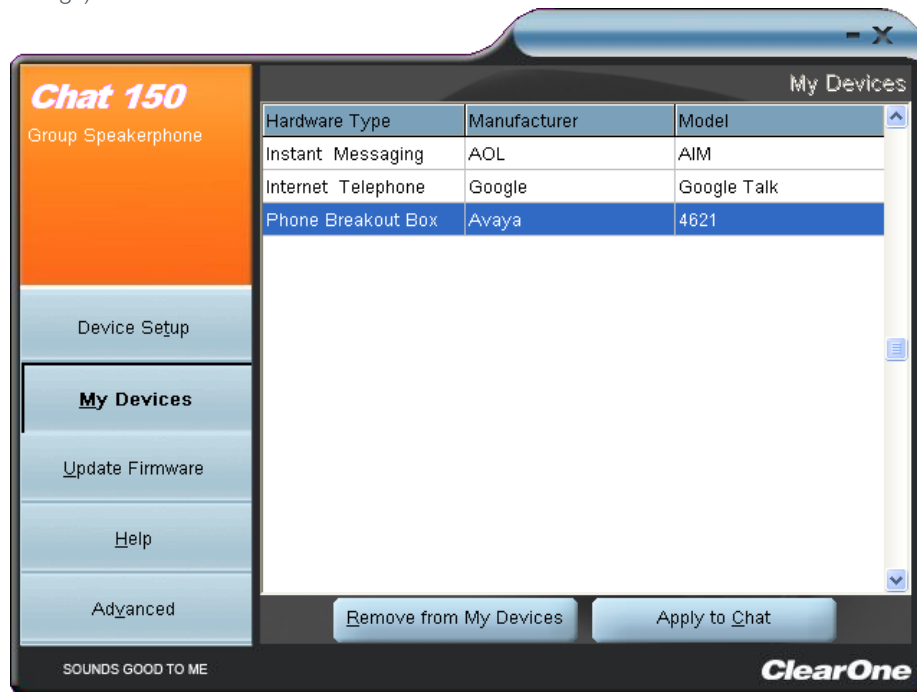 Chat 150
Group Speakerphone
My Devices
Hardware Type Manufacturer Model
Instant Messaging AOL AIM
Internet Telephone Google Google Talk
Phone Breakout Box Avaya 4621
Device Setup
My Devices
Update Firmware
Help
Advanced
Remove from My Devices Apply to Chat
SOUNDS GOOD TO ME
ClearOne